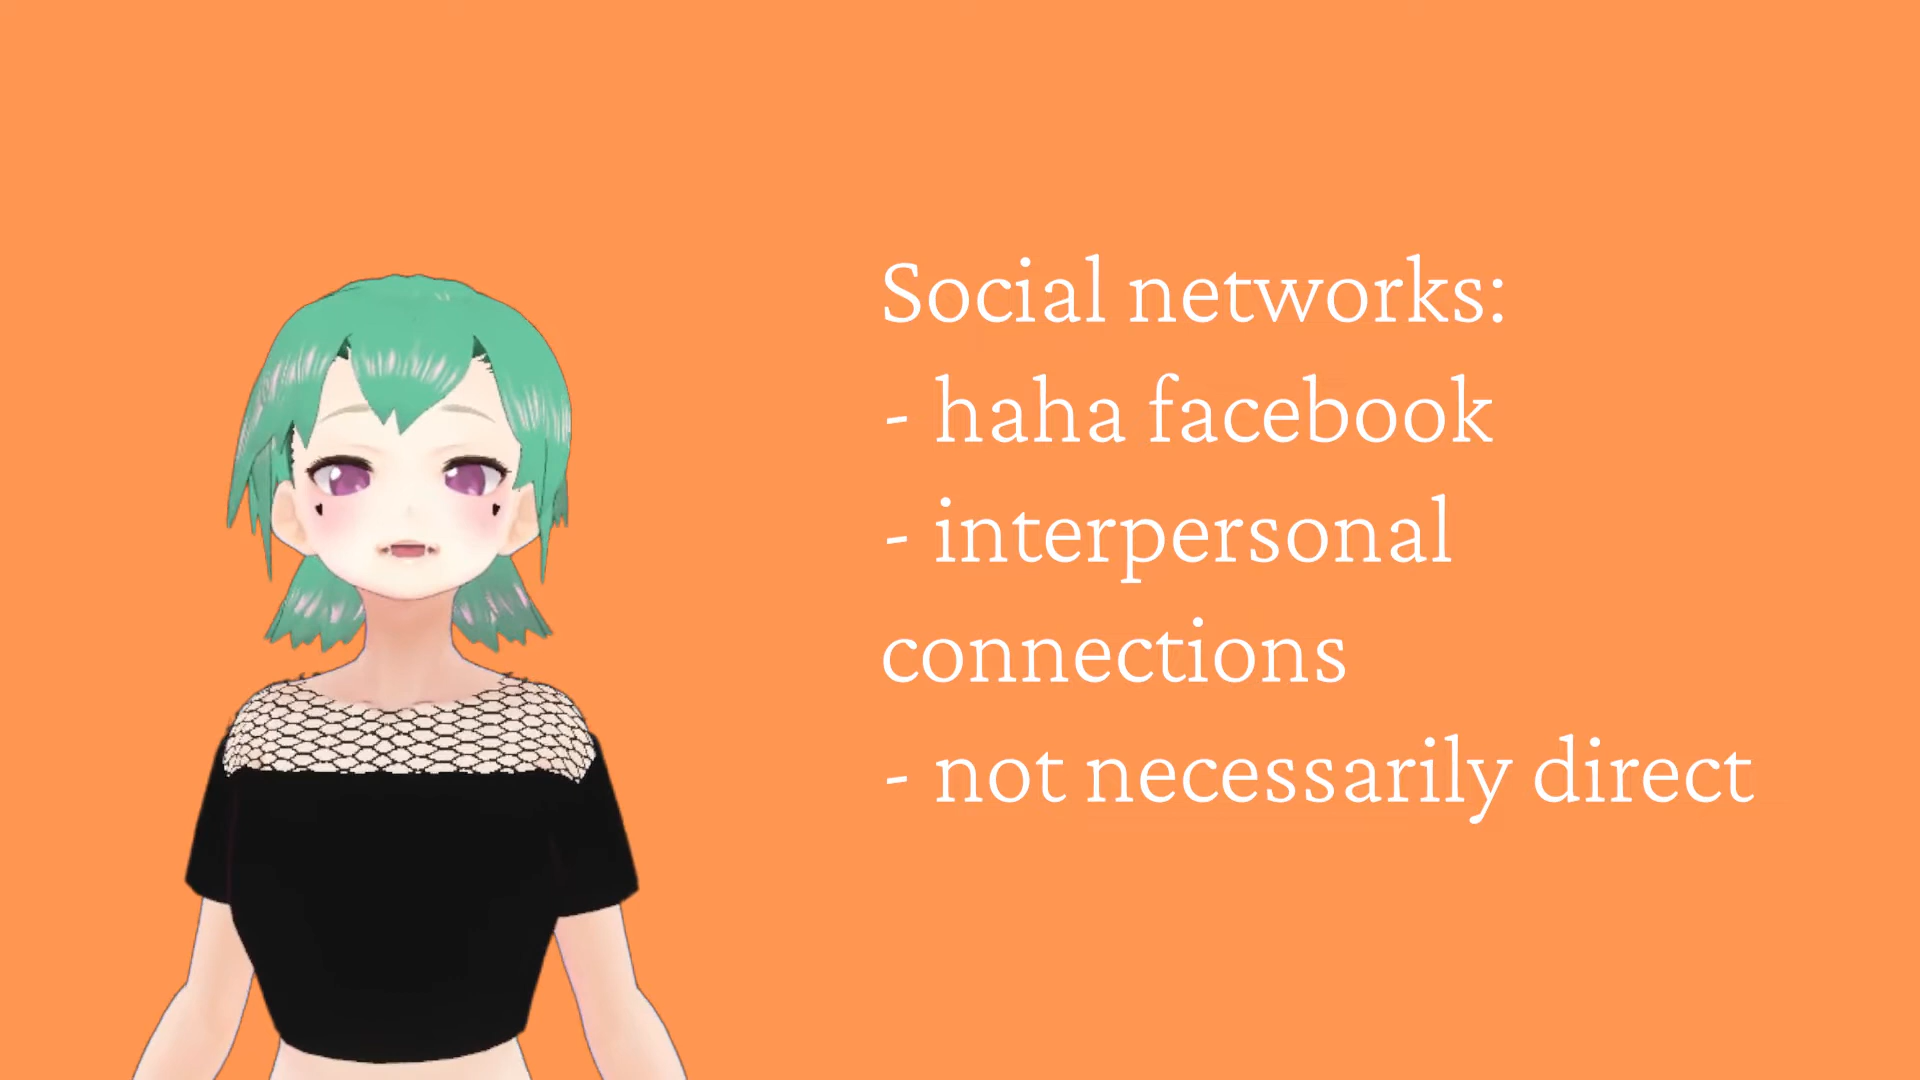 Social networks:
- haha facebook
- interpersonal
connections
- not necessarily direct